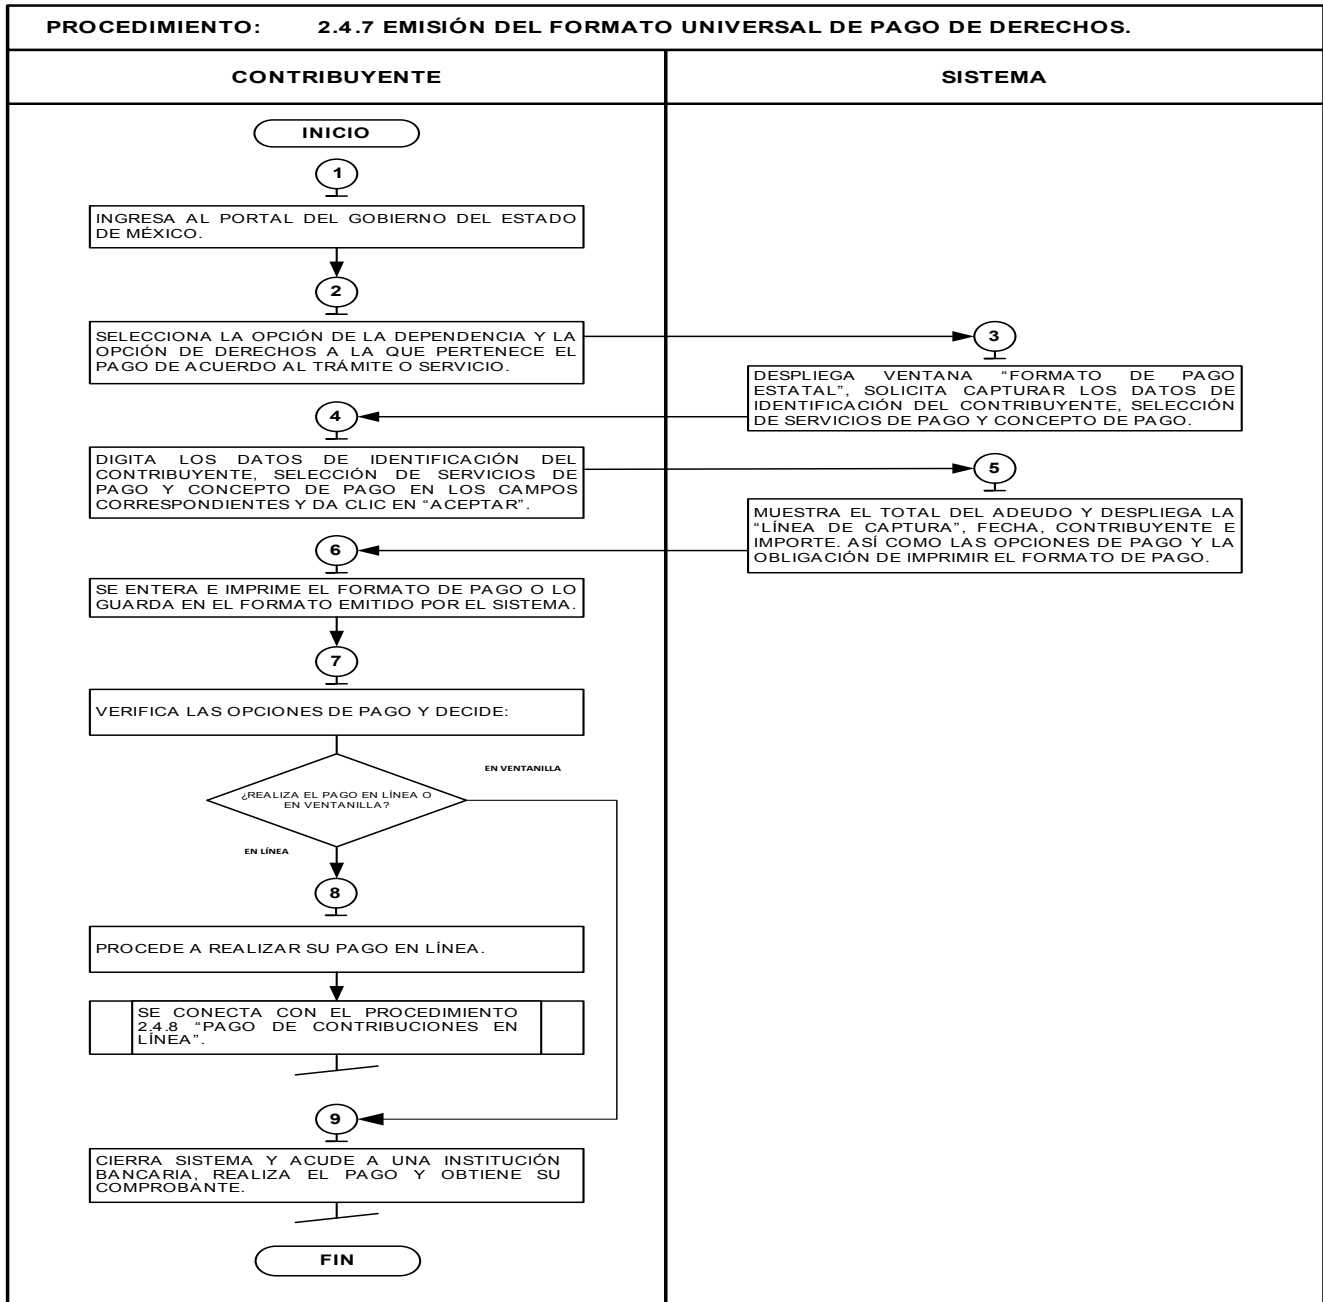 PROCEDIMIENTO: 2.4.7 EMISIÓN DEL FORMATO UNIVERSAL DE PAGO DE DERECHOS.
CONTRIBUYENTE
SISTEMA
INICIO
1
INGRESA AL PORTAL DEL GOBIERNO DEL ESTADO
DE MÉXICO.
2
SELECCIONA LA OPCIÓN DE LA DEPENDENCIA Y LA
OPCIÓN DE DERECHOS A LA QUE PERTENECE EL
PAGO DE ACUERDO AL TRÁMITE O SERVICIO.
3
DESPLIEGA VENTANA “FORMATO DE PAGO
ESTATAL”, SOLICITA CAPTURAR LOS DATOS DE
IDENTIFICACIÓN DEL CONTRIBUYENTE, SELECCIÓN
DE SERVICIOS DE PAGO Y CONCEPTO DE PAGO.
4
DIGITA LOS DATOS DE IDENTIFICACIÓN DEL
CONTRIBUYENTE, SELECCIÓN DE SERVICIOS DE
PAGO Y CONCEPTO DE PAGO EN LOS CAMPOS
CORRESPONDIENTES Y DA CLIC EN “ACEPTAR”.
5
MUESTRA EL TOTAL DEL ADEUDO Y DESPLIEGA LA
“LÍNEA DE CAPTURA”, FECHA, CONTRIBUYENTE E
IMPORTE. ASÍ COMO LAS OPCIONES DE PAGO Y LA
OBLIGACIÓN DE IMPRIMIR EL FORMATO DE PAGO.
6
SE ENTERA E IMPRIME EL FORMATO DE PAGO O LO
GUARDA EN EL FORMATO EMITIDO POR EL SISTEMA.
7
VERIFICA LAS OPCIONES DE PAGO Y DECIDE:
EN VENTANILLA
¿REALIZA EL PAGO EN LÍNEA O
EN VENTANILLA?
EN LÍNEA
8
PROCEDE A REALIZAR SU PAGO EN LÍNEA.
SE CONECTA CON EL PROCEDIMIENTO
2.4.8 “PAGO DE CONTRIBUCIONES EN
LÍNEA”.
9
CIERRA SISTEMA Y ACUDE A UNA INSTITUCIÓN
BANCARIA, REALIZA EL PAGO Y OBTIENE SU
COMPROBANTE.
FIN